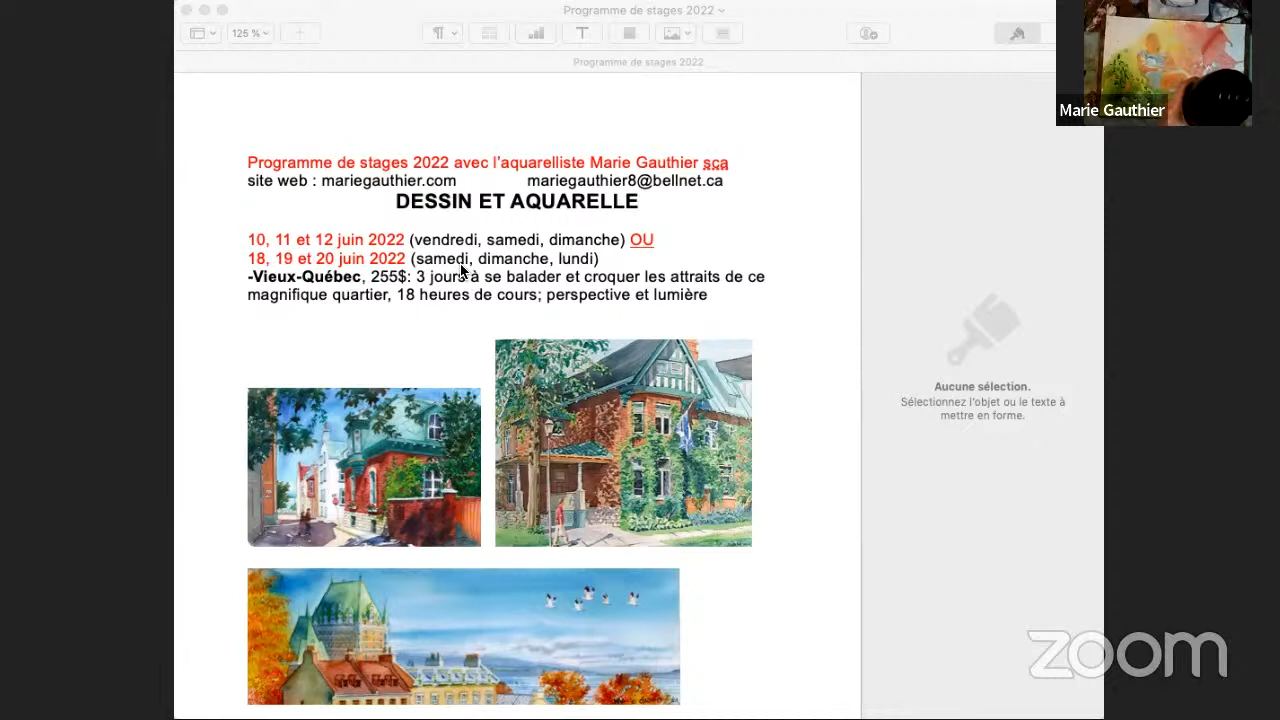 Programme de stages 2022
125 %
Programme de stages 2022
Marie Gauthier
Programme de stages 2022 avec l'aquarelliste Marie Gauthier sca
site web : mariegauthier.com mariegauthier8@bellnet.ca
DESSIN ET AQUARELLE
10, 11 et 12 juin 2022 (vendredi, samedi, dimanche) OU
18, 19 et 20 juin 2022 (samedi, dimanche, lundi)
-Vieux-Québec, 255$: 3 jours à se balader et croquer les attraits de ce
magnifique quartier, 18 heures de cours; perspective et lumière
Aucune sélection.
Sélectionnez l'objet ou le texte à
mettre en forme.
zoom